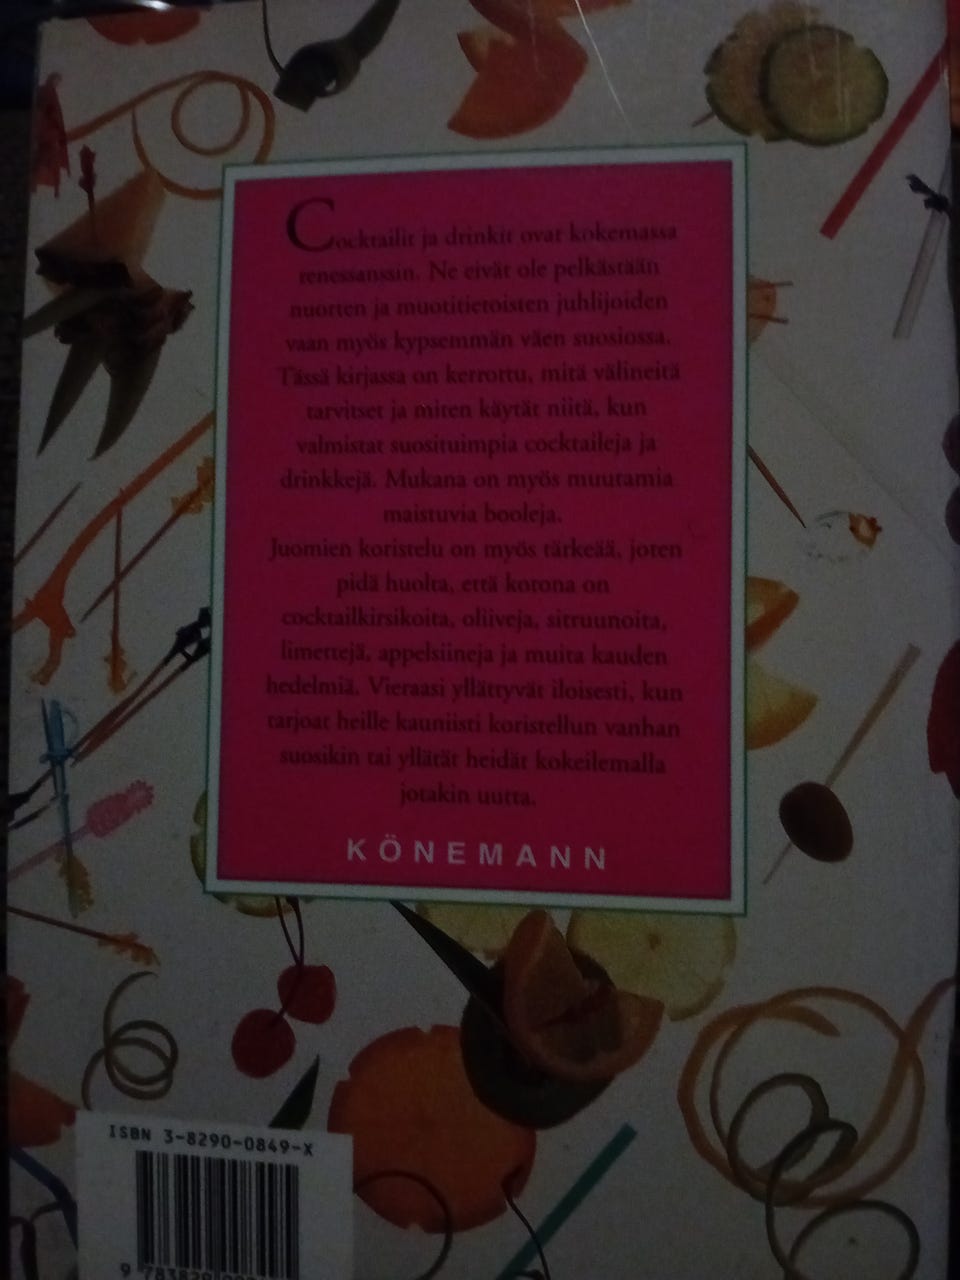 Cocktailit ja drinkit ovat kokemassa
renessanssin. Ne eivät ole pelkästään
nuorten ja muotitietoisten juhlijoiden
vaan myös kypsemmän väen suosiossa.
Tässä kirjassa on kerrottu, mitä välineitä
tarvitset ja miten käytät niitä, kun
valmistat suosituimpia cocktaileja ja
drinkkejä. Mukana on myös muutamia
maistuvia booleja.
Juomien koristelu on myös tärkeää, joten
pidä huolta, että korona on
cocktailkirsikoita, oliiveja, sitruunoita,
limettejä, appelsiineja ja muita kauden
hedelmiä. Vieraasi yllättyvät iloisesti, kun
tarjoat heille kauniisti koristellun vanhan
suosikin tai yllätät heidät kokeilemalla
jotakin uutta.
KÖNEMANN
ISBN 3-8290-0849-X
9 783829